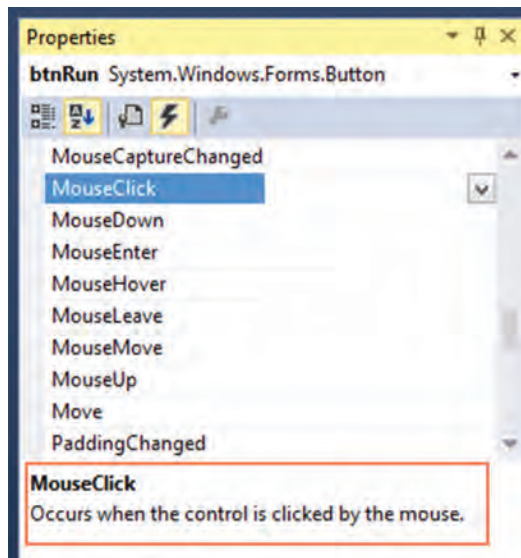 Properties
btnRun System.Windows.Forms.Button
MouseCaptureChanged
MouseClick
MouseDown
MouseEnter
MouseHover
MouseLeave
MouseMove
MouseUp
Move
PaddingChanged
MouseClick
Occurs when the control is clicked by the mouse.